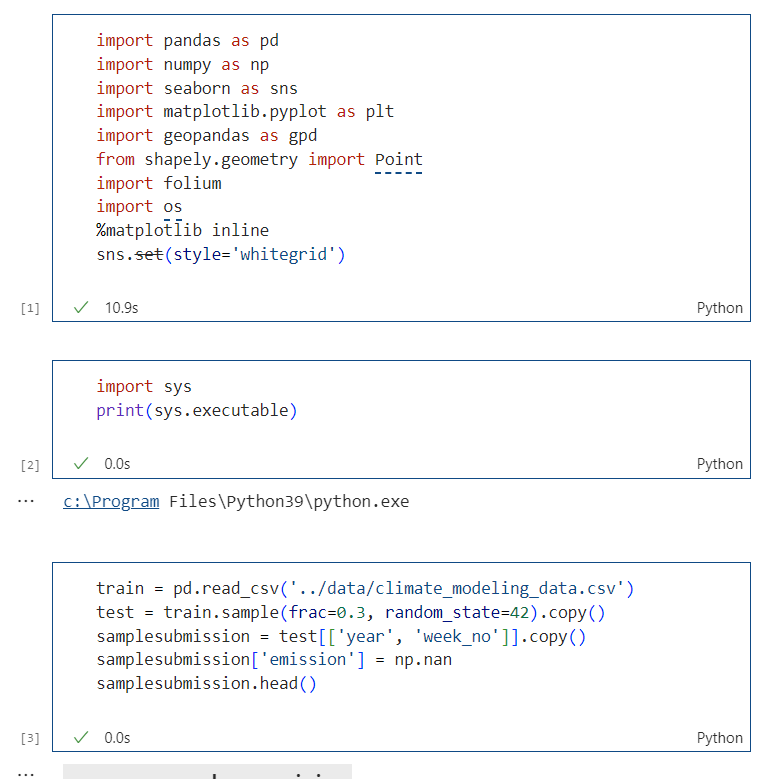 import pandas as pd
import numpy as np
import seaborn as sns
import matplotlib.pyplot as plt
import geopandas as gpd
from shapely.geometry import Point
import folium
import os
%matplotlib inline
sns.set(style='whitegrid')
[1] ✓ 10.9s Python
import sys
print(sys.executable)
[2] ✓ 0.0s Python
... c:\Program Files\Python39\python.exe
train = pd.read_csv('../data/climate_modeling_data.csv')
test = train.sample(frac=0.3, random_state=42).copy()
samplesubmission = test[['year', 'week_no']].copy()
samplesubmission['emission'] = np.nan
samplesubmission.head()
[3] ✓ 0.0s Python
...